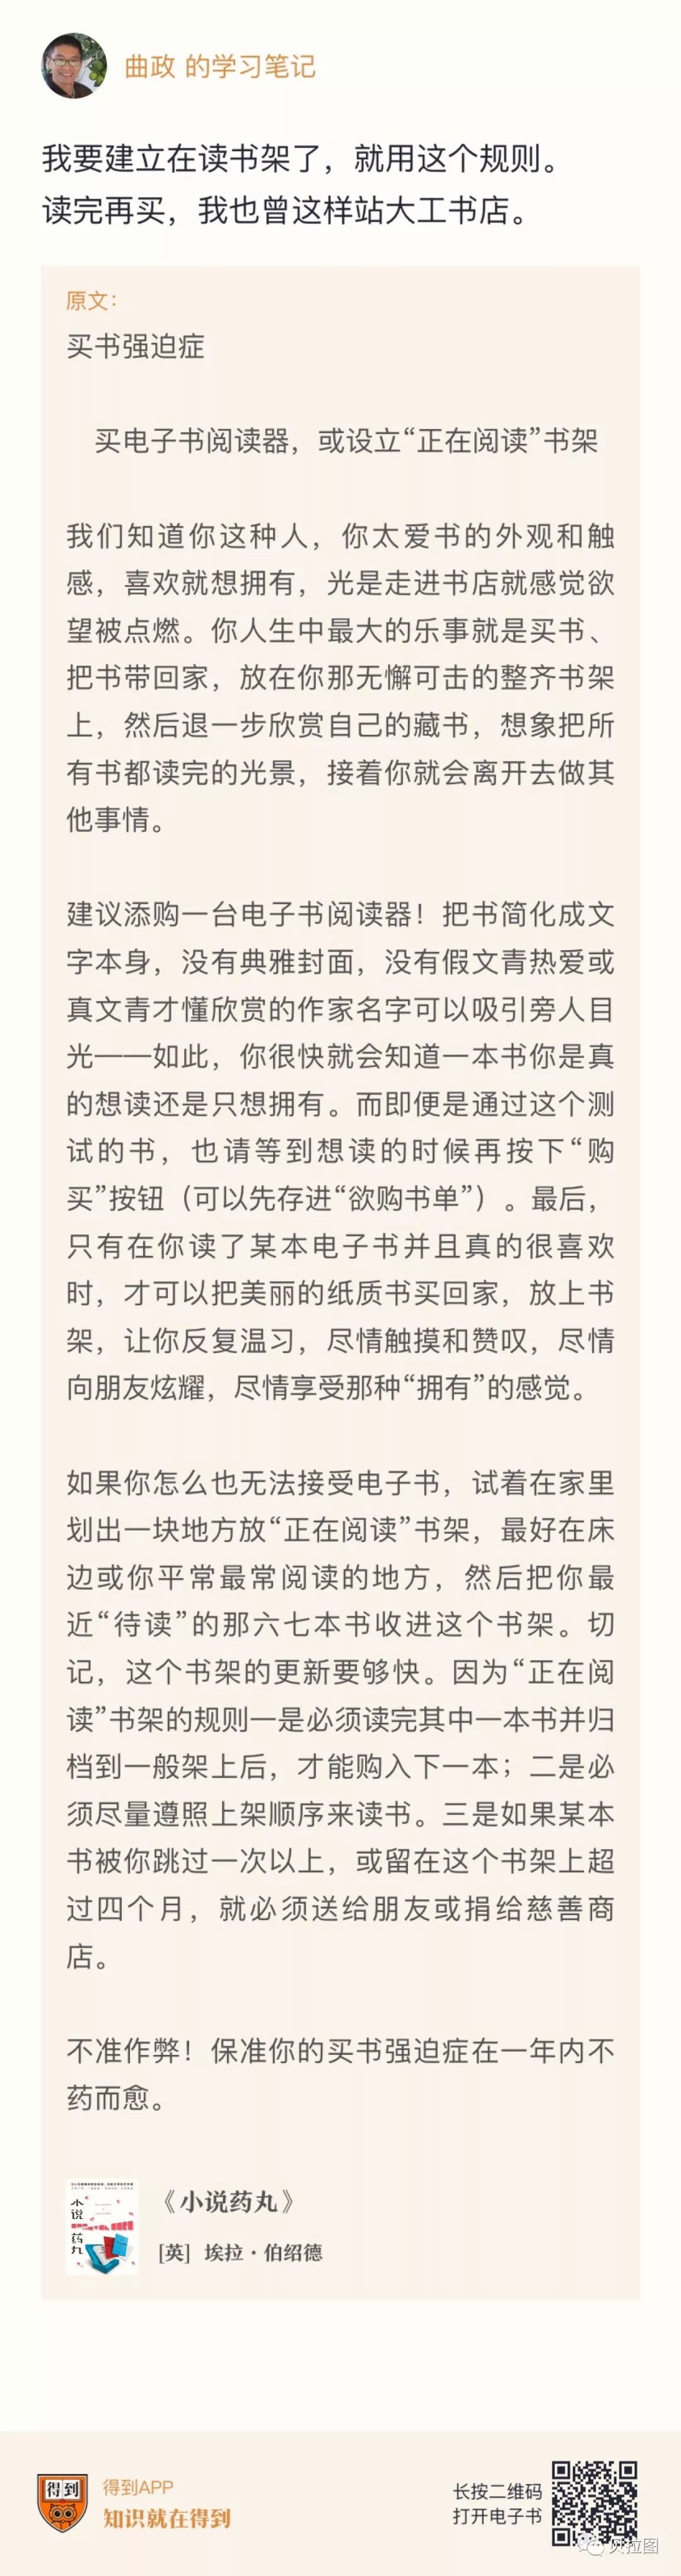 曲政 的学习笔记
我要建立在读书架了，就用这个规则。
读完再买，我也曾这样站大工书店。
原文：
买书强迫症
买电子书阅读器，或设立“正在阅读”书架
我们知道你这种人，你太爱书的外观和触
感，喜欢就想拥有，光是走进书店就感觉欲
望被点燃。你人生中最大的乐事就是买书、
把书带回家，放在你那无懈可击的整齐书架
上，然后退一步欣赏自己的藏书，想象把所
有书都读完的光景，接着你就会离开去做其
他事情。
建议添购一台电子书阅读器！把书简化成文
字本身，没有典雅封面，没有假文青热爱或
真文青才懂欣赏的作家名字可以吸引旁人目
光——如此，你很快就会知道一本书你是真
的想读还是只想拥有。而即便是通过这个测
试的书，也请等到想读的时候再按下“购
买”按钮（可以先存进“欲购书单”）。最后，
只有在你读了某本电子书并且真的很喜欢
时，才可以把美丽的纸质书买回家，放上书
架，让你反复温习，尽情触摸和赞叹，尽情
向朋友炫耀，尽情享受那种“拥有”的感觉。
如果你怎么也无法接受电子书，试着在家里
划出一块地方放“正在阅读”书架，最好在床
边或你平常最常阅读的地方，然后把你最
近“待读”的那六七本书收进这个书架。切
记，这个书架的更新要够快。因为“正在阅
读”书架的规则一是必须读完其中一本书并归
档到一般架上后，才能购入下一本；二是必
须尽量遵照上架顺序来读书。三是如果某本
书被你跳过一次以上，或留在这个书架上超
过四个月，就必须送给朋友或捐给慈善商
店。
不准作弊！保准你的买书强迫症在一年内不
药而愈。
小说药丸
《小说药丸》
[英] 埃拉·伯绍德
得到
得到APP
知识就在得到
长按二维码
打开电子书
贝拉图